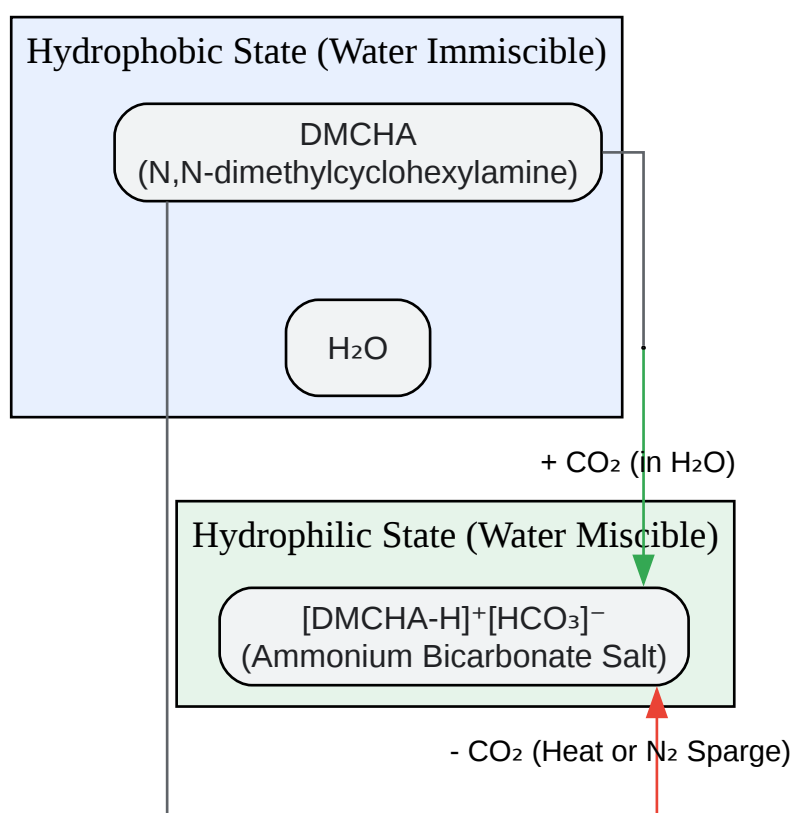 Hydrophobic State (Water Immiscible)
DMCHA
(N,N-dimethylcyclohexylamine)
H₂O
+ CO₂ (in H₂O)
Hydrophilic State (Water Miscible)
[DMCHA-H]⁺[HCO₃]⁻
(Ammonium Bicarbonate Salt)
- CO₂ (Heat or N₂ Sparge)